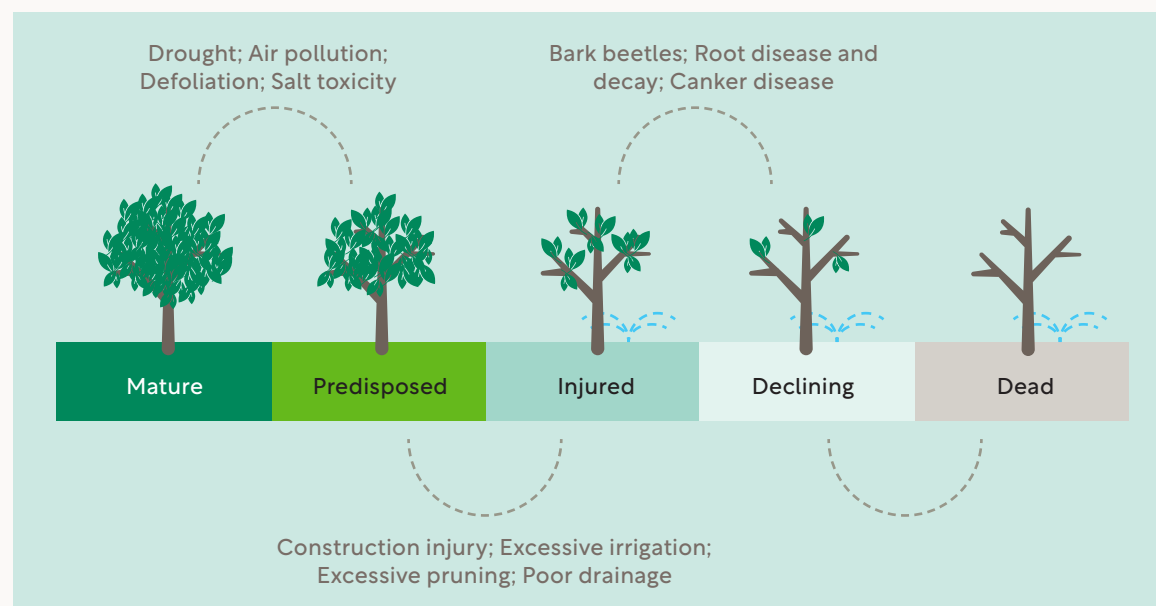 Drought; Air pollution;
Defoliation; Salt toxicity
Bark beetles; Root disease and
decay; Canker disease
Mature
Predisposed
Injured
Declining
Dead
Construction injury; Excessive irrigation;
Excessive pruning; Poor drainage